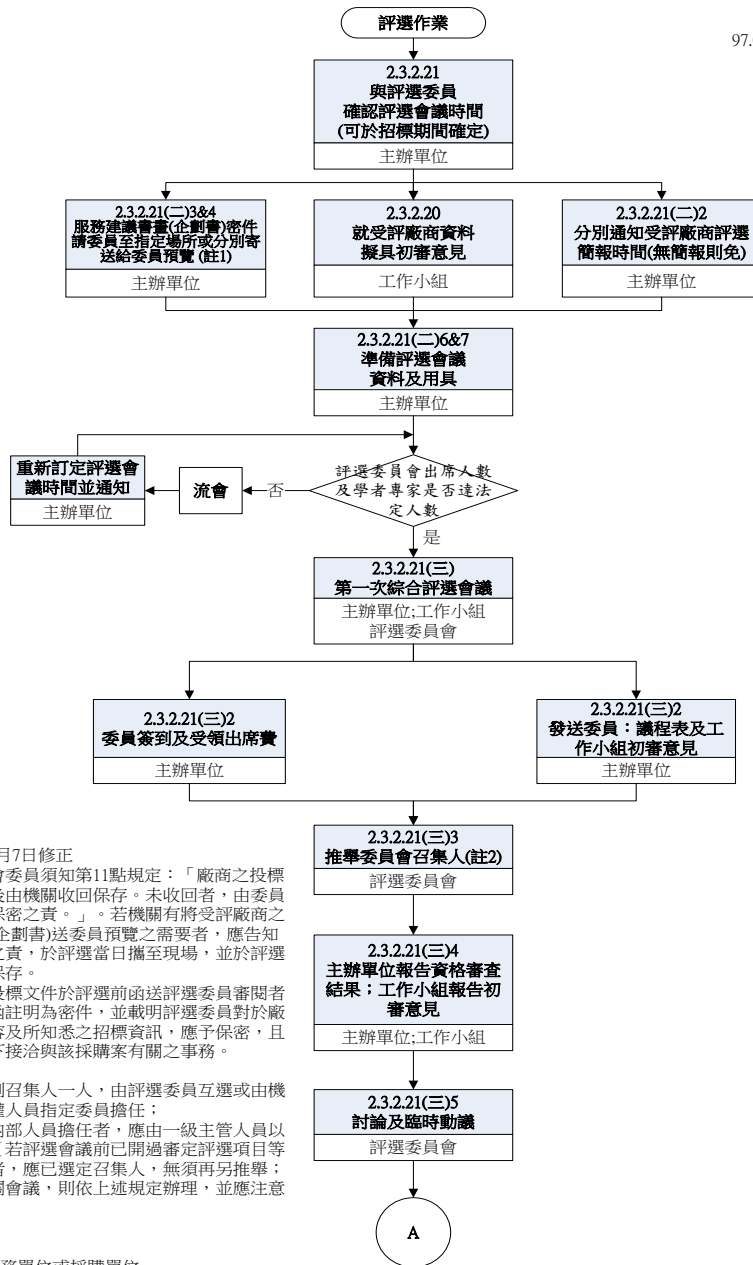 評選作業
97.
2.3.2.21
與評選委員
確認評選會議時間
(可於招標期間確定)
主辦單位
2.3.2.21(二)3&4
服務建議書畫(企劃書)密件
請委員至指定場所或分別寄
送給委員預覽 (註1)
主辦單位
2.3.2.20
就受評廠商資料
擬具初審意見
工作小組
2.3.2.21(二)2
分別通知受評廠商評選
簡報時間(無簡報則免)
主辦單位
2.3.2.21(二)6&7
準備評選會議
資料及用具
主辦單位
重新訂定評選會
議時間並通知
主辦單位
流會
否
評選委員會出席人數
及學者專家是否達法
定人數
是
2.3.2.21(三)
第一次綜合評選會議
主辦單位;工作小組
評選委員會
2.3.2.21(三)2
委員簽到及受領出席費
主辦單位
2.3.2.21(三)2
發送委員：議程表及工
作小組初審意見
主辦單位
2.3.2.21(三)3
推舉委員會召集人(註2)
評選委員會
2.3.2.21(三)4
主辦單位報告資格審查
結果；工作小組報告初
審意見
主辦單位;工作小組
2.3.2.21(三)5
討論及臨時動議
評選委員會
A
月7日修正
會委員須知第11點規定：「廠商之投標
後由機關收回保存。未收回者，由委員
保密之責。」。若機關有將受評廠商之
企劃書)送委員預覽之需要者，應告知
之責，於評選當日攜至現場，並於評選
保存。
投標文件於評選前函送評選委員審閱者
函註明為密件，並載明評選委員對於廠
容及所知悉之招標資訊，應予保密，且
下接洽與該採購案有關之事務。
制召集人一人，由評選委員互選或由機
權人員指定委員擔任；
內部人員擔任者，應由一級主管人員以
若評選會議前已開過審定評選項目等
者，應已選定召集人，無須再另推舉；
開會議，則依上述規定辦理，並應注意
務單位或採購單位